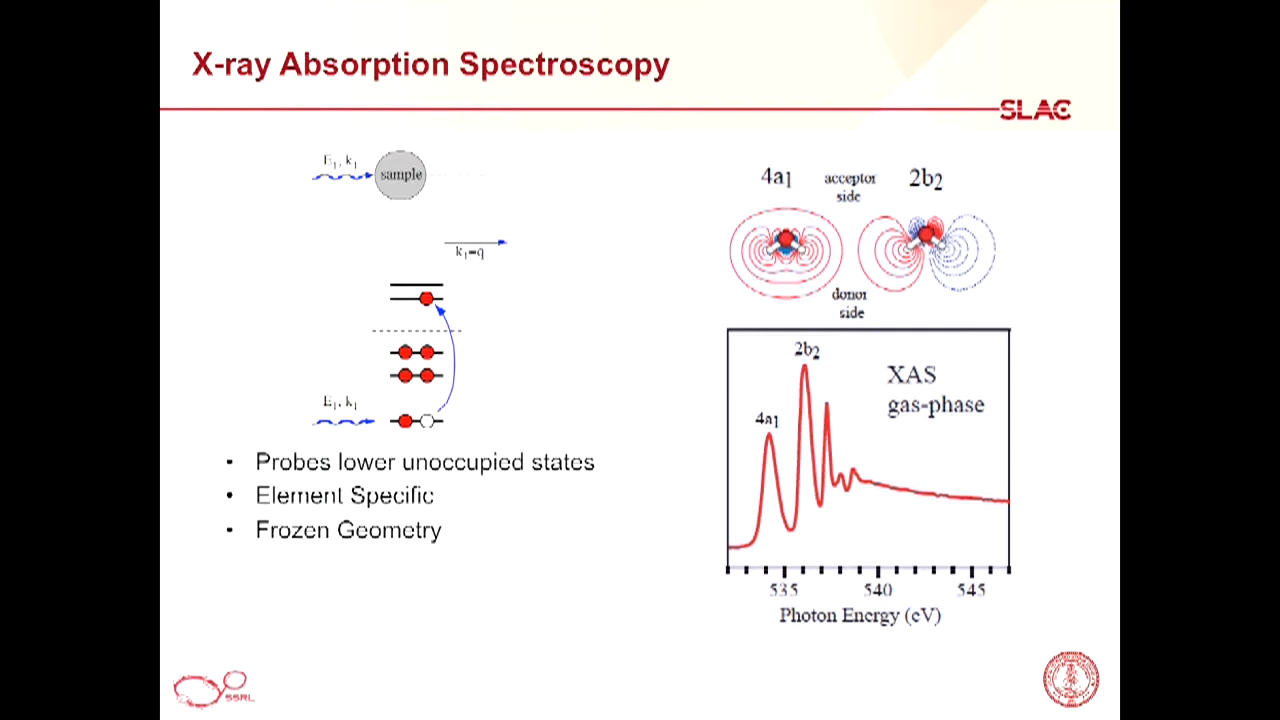 X-ray Absorption Spectroscopy
SLAC
E₁, k₁
sample
k₁=q
E₁, k₁
• Probes lower unoccupied states
• Element Specific
• Frozen Geometry
4a₁
acceptor
side
2b₂
donor
side
2b₂
4a₁
XAS
gas-phase
535 540 545
Photon Energy (eV)
SSRL